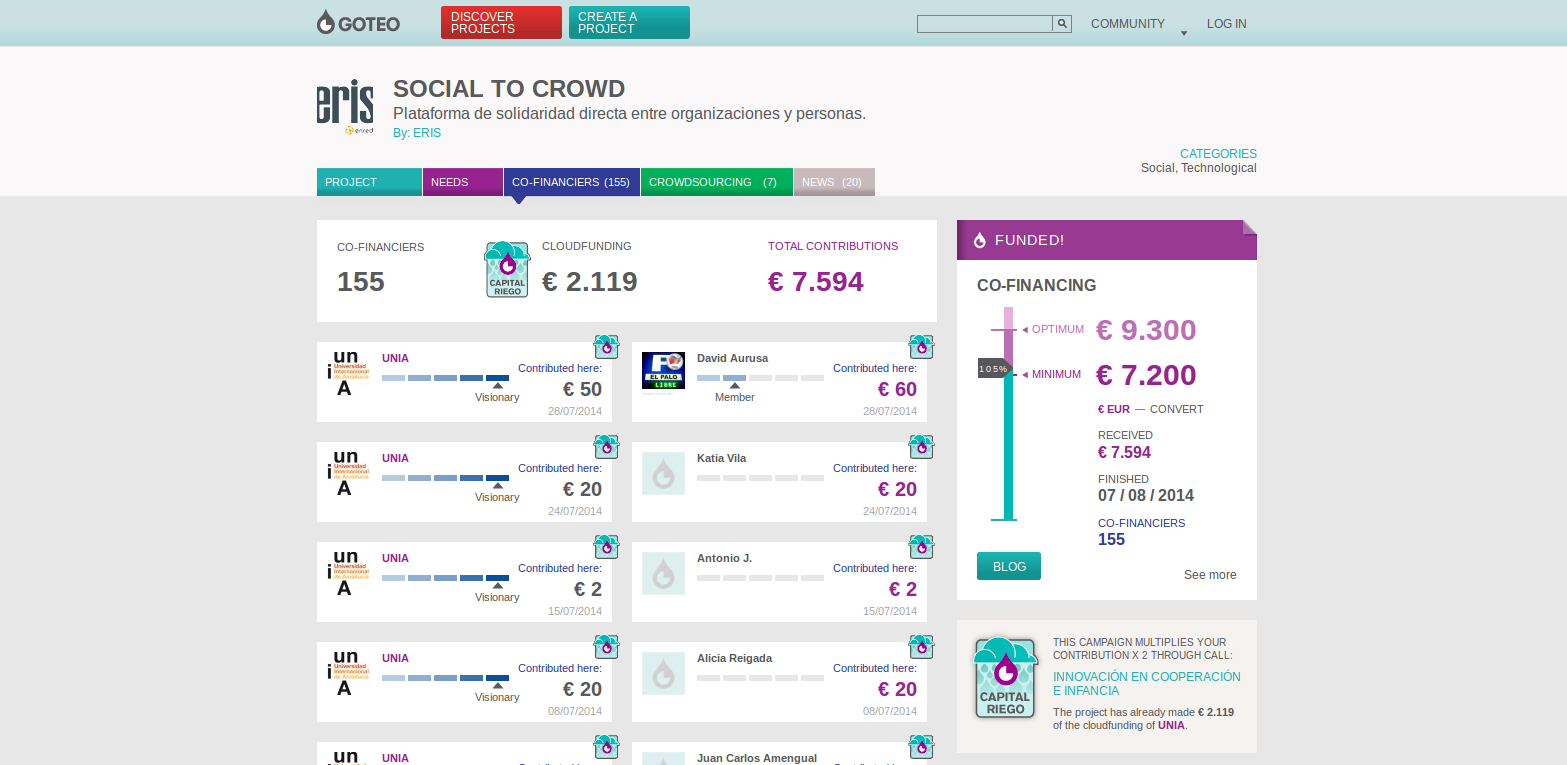 GOTEO
DISCOVER
PROJECTS
CREATE A
PROJECT
COMMUNITY
LOG IN
eris
enred
SOCIAL TO CROWD
Plataforma de solidaridad directa entre organizaciones y personas.
By: ERIS
CATEGORIES
Social, Technological
PROJECT
NEEDS
CO-FINANCIERS (155)
CROWDSOURCING (7)
NEWS (20)
CO-FINANCIERS
155
CAPITAL
RIEGO
CLOUDFUNDING
€ 2.119
TOTAL CONTRIBUTIONS
€ 7.594
un
Universidad
Internacional
de Andalucía
i
A
UNIA
Contributed here:
Visionary
€ 50
28/07/2014
EL PALO
LIBRE
David Aurusa
Contributed here:
Member
€ 60
28/07/2014
un
Universidad
Internacional
de Andalucía
i
A
UNIA
Contributed here:
Visionary
€ 20
24/07/2014
Katia Vila
Contributed here:
€ 20
24/07/2014
un
Universidad
Internacional
de Andalucía
i
A
UNIA
Contributed here:
Visionary
€ 2
15/07/2014
Antonio J.
Contributed here:
€ 2
15/07/2014
un
Universidad
Internacional
de Andalucía
i
A
UNIA
Contributed here:
Visionary
€ 20
08/07/2014
Alicia Reigada
Contributed here:
€ 20
08/07/2014
un
UNIA
Juan Carlos Amengual
FUNDED!
CO-FINANCING
OPTIMUM
€ 9.300
105%
MINIMUM
€ 7.200
€ EUR — CONVERT
RECEIVED
€ 7.594
FINISHED
07 / 08 / 2014
CO-FINANCIERS
155
BLOG
See more
CAPITAL
RIEGO
THIS CAMPAIGN MULTIPLIES YOUR
CONTRIBUTION X 2 THROUGH CALL:
INNOVACIÓN EN COOPERACIÓN
E INFANCIA
The project has already made € 2.119
of the cloudfunding of UNIA.